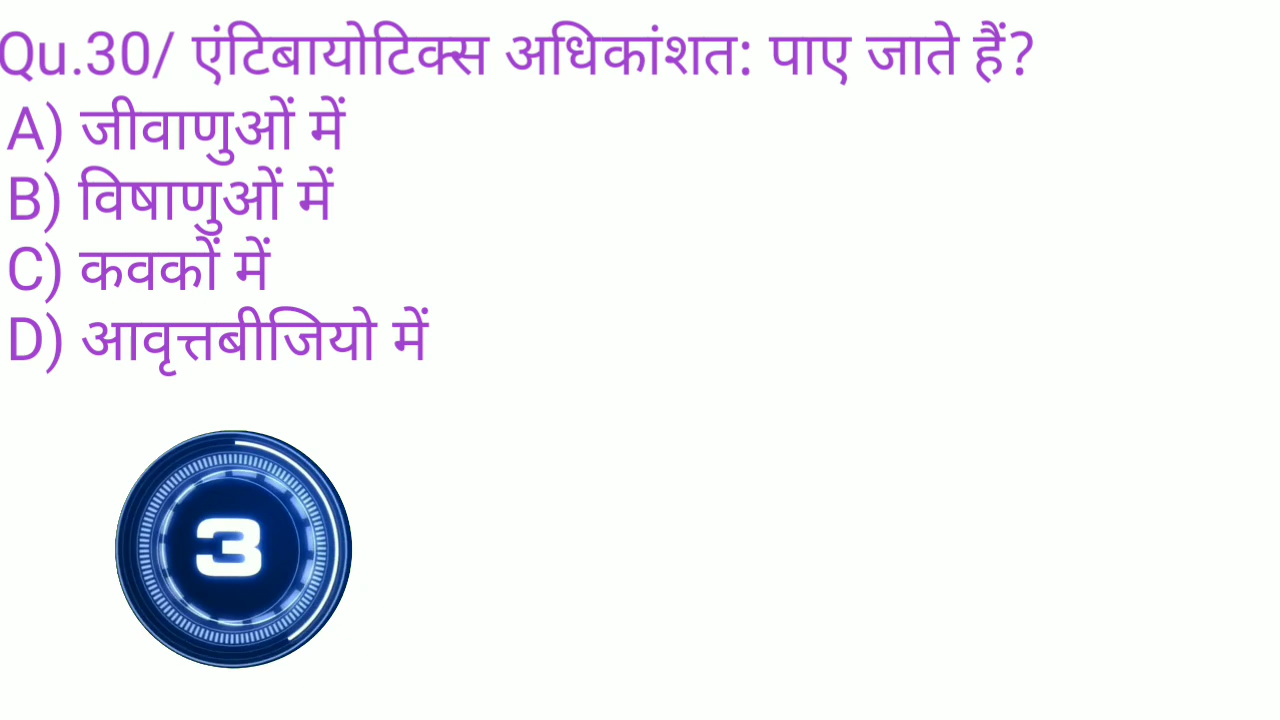 Qu.30/ एंटिबायोटिक्स अधिकांशत: पाए जाते हैं?
A) जीवाणुओं में
B) विषाणुओं में
C) कवकों में
D) आवृत्तबीजियो में
3